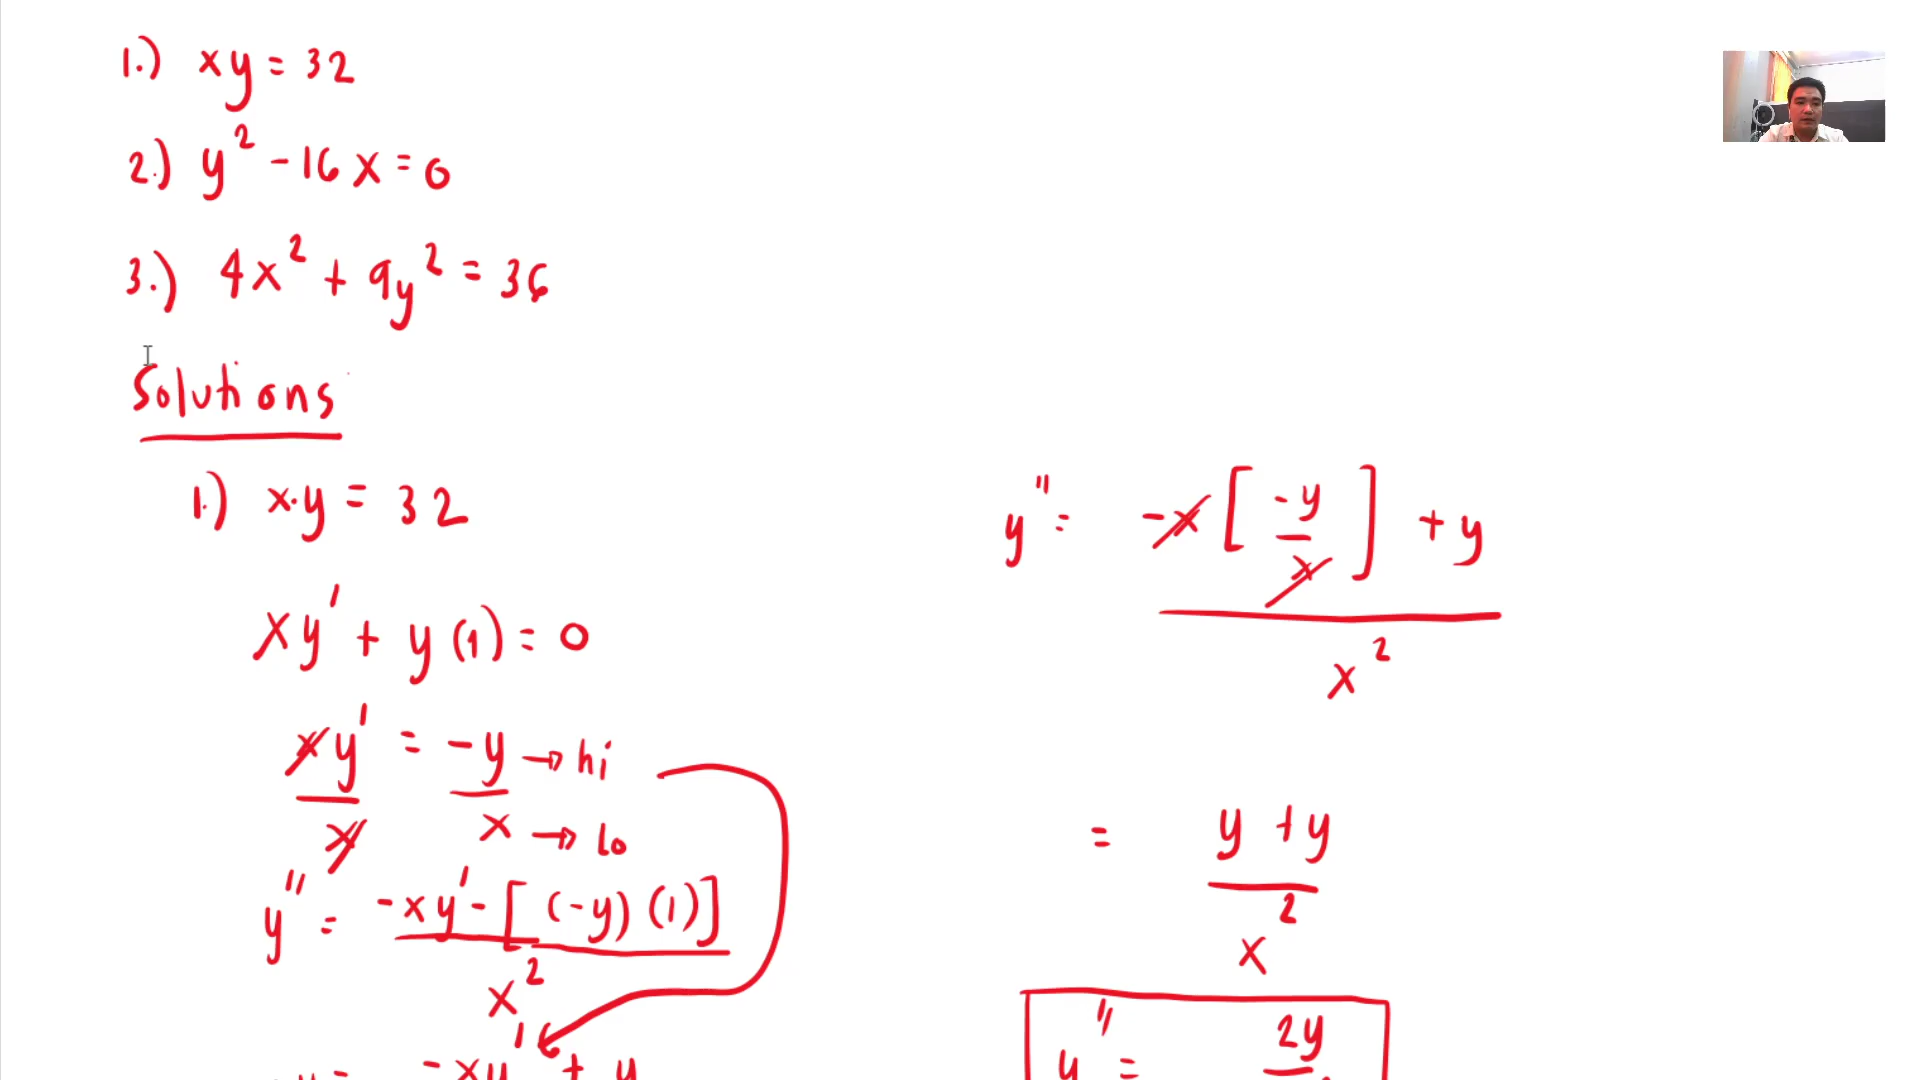 1.) xy = 32
2.) y² - 16x = 0
3.) 4x² + 9y² = 36
Solutions
1.) x·y = 32
xy' + y(1) = 0
xy'/x = -y/x → hi → lo
y'' = -xy' - [(-y)(1)] / x²
-xy' + y
y'' = -x[-y/x] + y / x²
= y + y / x²
y'' = 2y